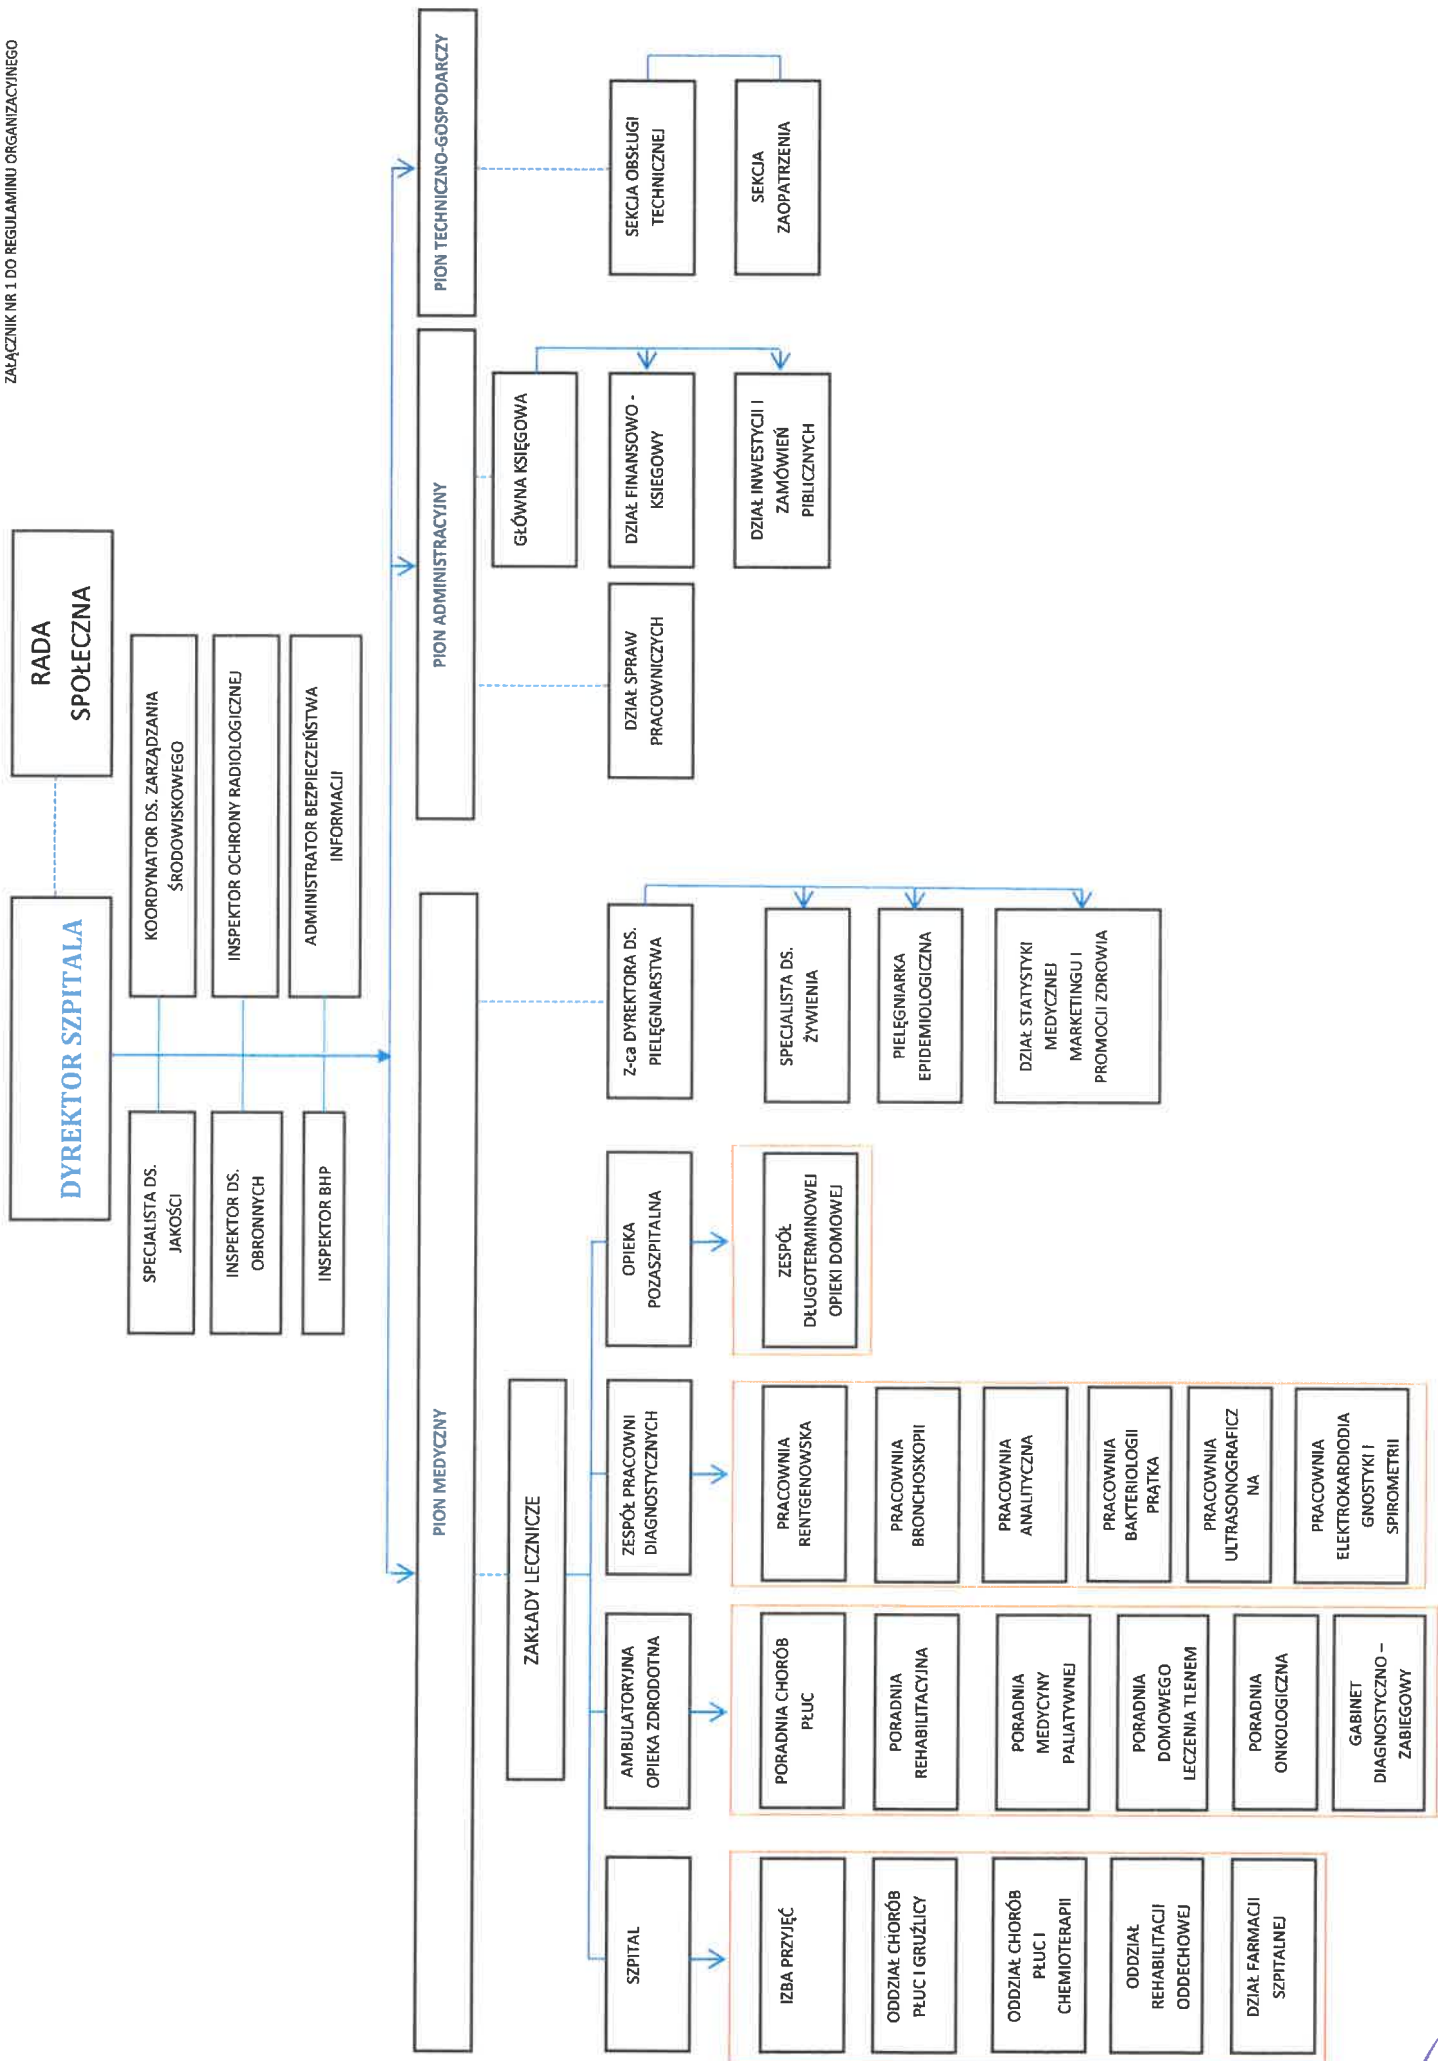 ZAŁĄCZNIK NR 1 DO REGULAMINU ORGANIZACYJNEGO
DYREKTOR SZPITALA
RADA
SPOŁECZNA
SPECJALISTA DS.
JAKOŚCI
KOORDYNATOR DS. ZARZĄDZANIA
ŚRODOWISKOWEGO
INSPEKTOR DS.
OBRONNYCH
INSPEKTOR OCHRONY RADIOLOGICZNEJ
INSPEKTOR BHP
ADMINISTRATOR BEZPIECZEŃSTWA
INFORMACJI
PION MEDYCZNY
PION ADMINISTRACYJNY
PION TECHNICZNO-GOSPODARCZY
ZAKŁADY LECZNICZE
GŁÓWNA KSIĘGOWA
SZPITAL
AMBULATORYJNA
OPIEKA ZDRODOTNA
ZESPÓŁ PRACOWNI
DIAGNOSTYCZNYCH
OPIEKA
POZASZPITALNA
Z-ca DYREKTORA DS.
PIELĘGNIARSTWA
DZIAŁ SPRAW
PRACOWNICZYCH
DZIAŁ FINANSOWO -
KSIEGOWY
SEKCJA OBSŁUGI
TECHNICZNEJ
IZBA PRZYJĘĆ
ODDZIAŁ CHORÓB
PŁUC I GRUŹLICY
ODDZIAŁ CHORÓB
PŁUC I
CHEMIOTERAPII
ODDZIAŁ
REHABILITACJI
ODDECHOWEJ
DZIAŁ FARMACJI
SZPITALNEJ
PORADNIA CHORÓB
PŁUC
PORADNIA
REHABILITACYJNA
PORADNIA
MEDYCYNY
PALIATYWNEJ
PORADNIA
DOMOWEGO
LECZENIA TLENEM
PORADNIA
ONKOLOGICZNA
GABINET
DIAGNOSTYCZNO –
ZABIEGOWY
PRACOWNIA
RENTGENOWSKA
PRACOWNIA
BRONCHOSKOPII
PRACOWNIA
ANALITYCZNA
PRACOWNIA
BAKTERIOLOGII
PRĄTKA
PRACOWNIA
ULTRASONOGRAFICZ
NA
PRACOWNIA
ELEKTROKARDIODIA
GNOSTYKI I
SPIROMETRII
ZESPÓŁ
DŁUGOTERMINOWEJ
OPIEKI DOMOWEJ
SPECJALISTA DS.
ŻYWIENIA
PIELĘGNIARKA
EPIDEMIOLOGICZNA
DZIAŁ STATYSTYKI
MEDYCZNEJ
MARKETINGU I
PROMOCJI ZDROWIA
DZIAŁ INWESTYCJI I
ZAMÓWIEŃ
PIBLICZNYCH
SEKCJA
ZAOPATRZENIA